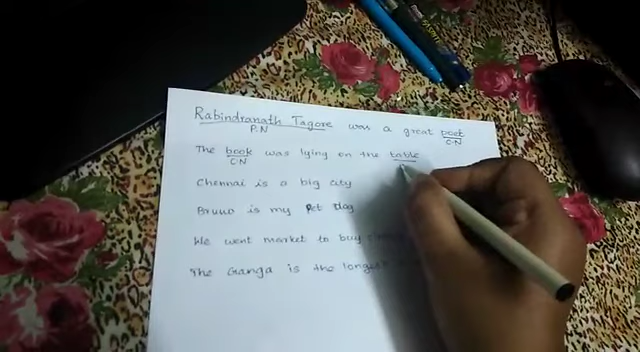 Rabindranath Tagore was a great poet
P.N C.N
The book was lying on the table
C.N
Chennai is a big city
Bruno is my Pet Dog
We went market to buy
The Ganga is the longest